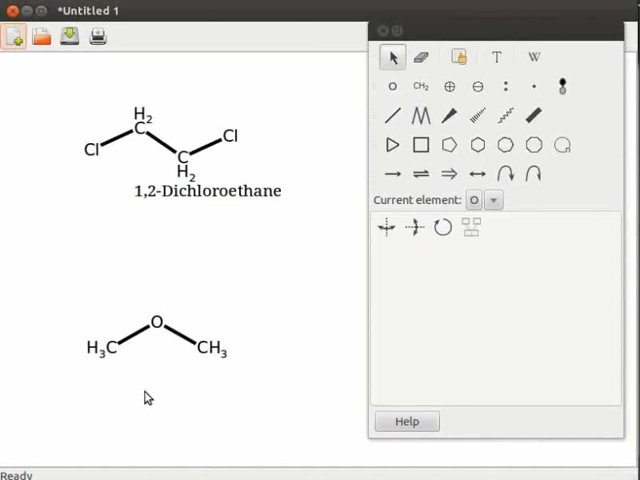 *Untitled 1
T
W
O
CH2
Current element: O
H2
C
Cl
Cl
C
H2
1,2-Dichloroethane
O
H3C
CH3
Help
Ready